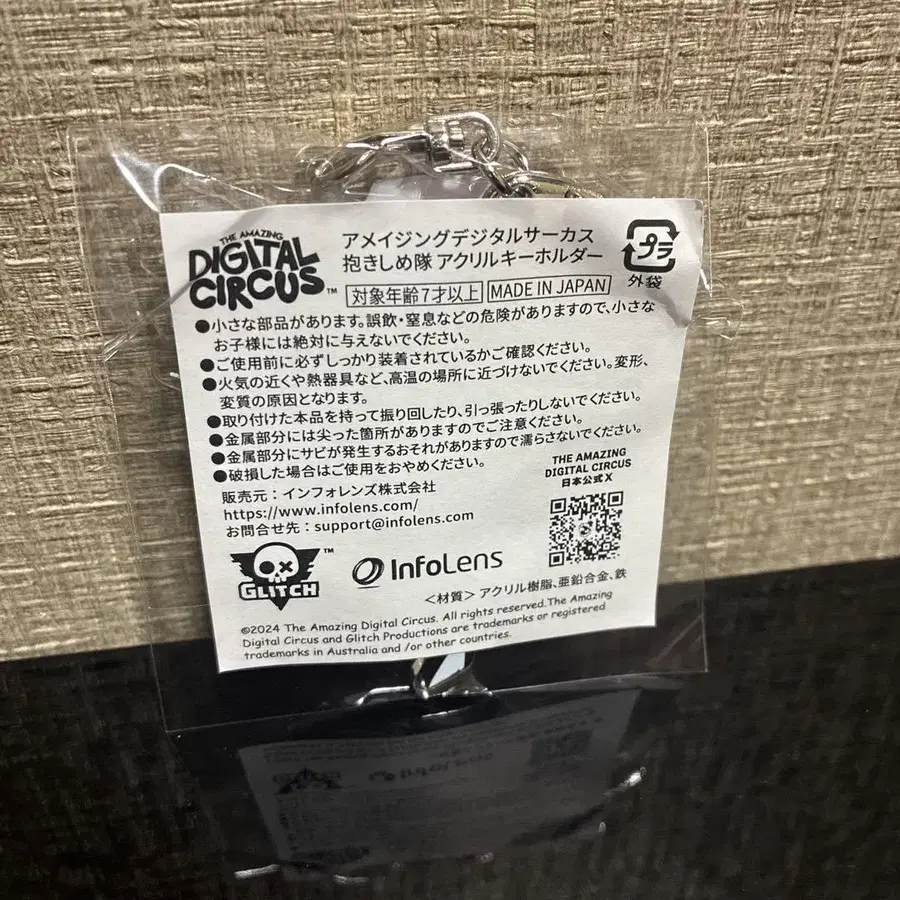 THE AMAZING
DIGITAL
CIRCUS™
アメイジングデジタルサーカス
抱きしめ隊 アクリルキーホルダー
対象年齢7才以上 MADE IN JAPAN
プラ
外袋
●小さな部品があります。誤飲・窒息などの危険がありますので、小さな
お子様には絶対に与えないでください。
●ご使用前に必ずしっかり装着されているかご確認ください。
●火気の近くや熱器具など、高温の場所に近づけないでください。変形、
変質の原因となります。
●取り付けた本品を持って振り回したり、引っ張ったりしないでください。
●金属部分には尖った箇所がありますのでご注意ください。
●金属部分にサビが発生するおそれがありますので濡らさないでください。
●破損した場合はご使用をおやめください。
販売元：インフォレンズ株式会社
https://www.infolens.com/
お問合せ先：support@infolens.com
THE AMAZING
DIGITAL CIRCUS
日本公式X
GLITCH™
InfoLens
＜材質＞アクリル樹脂、亜鉛合金、鉄
©2024 The Amazing Digital Circus. All rights reserved.The Amazing
Digital Circus and Glitch Productions are trademarks or registered
trademarks in Australia and /or other countries.